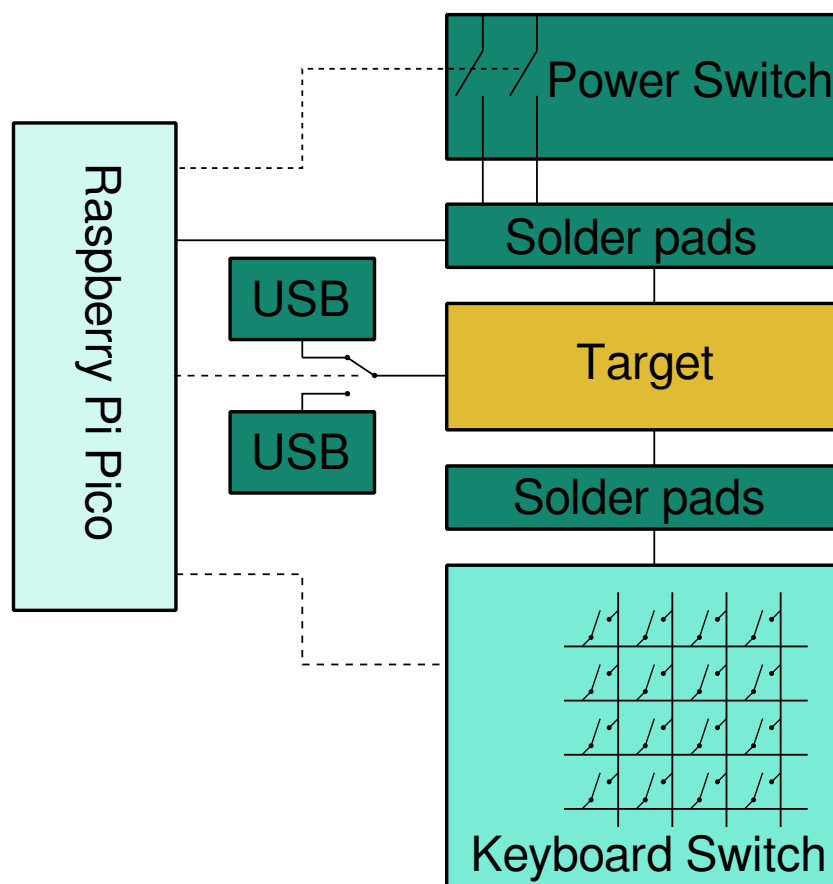 Power Switch
Raspberry Pi Pico
Solder pads
USB
Target
USB
Solder pads
Keyboard Switch